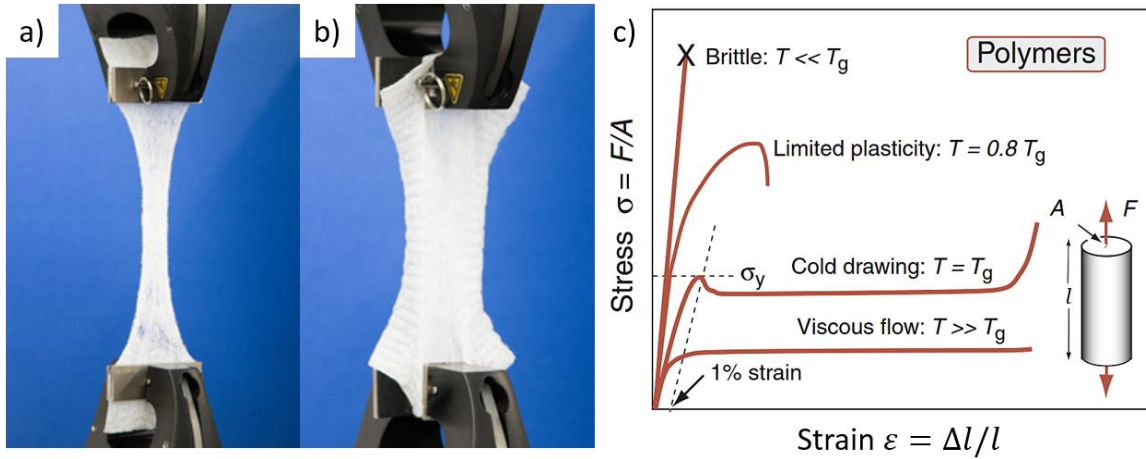 a)
b)
c)
Polymers
Brittle: T << Tg
Limited plasticity: T = 0.8 Tg
A
F
σy
Cold drawing: T = Tg
l
Viscous flow: T >> Tg
1% strain
Stress σ = F/A
Strain ε = Δl/l